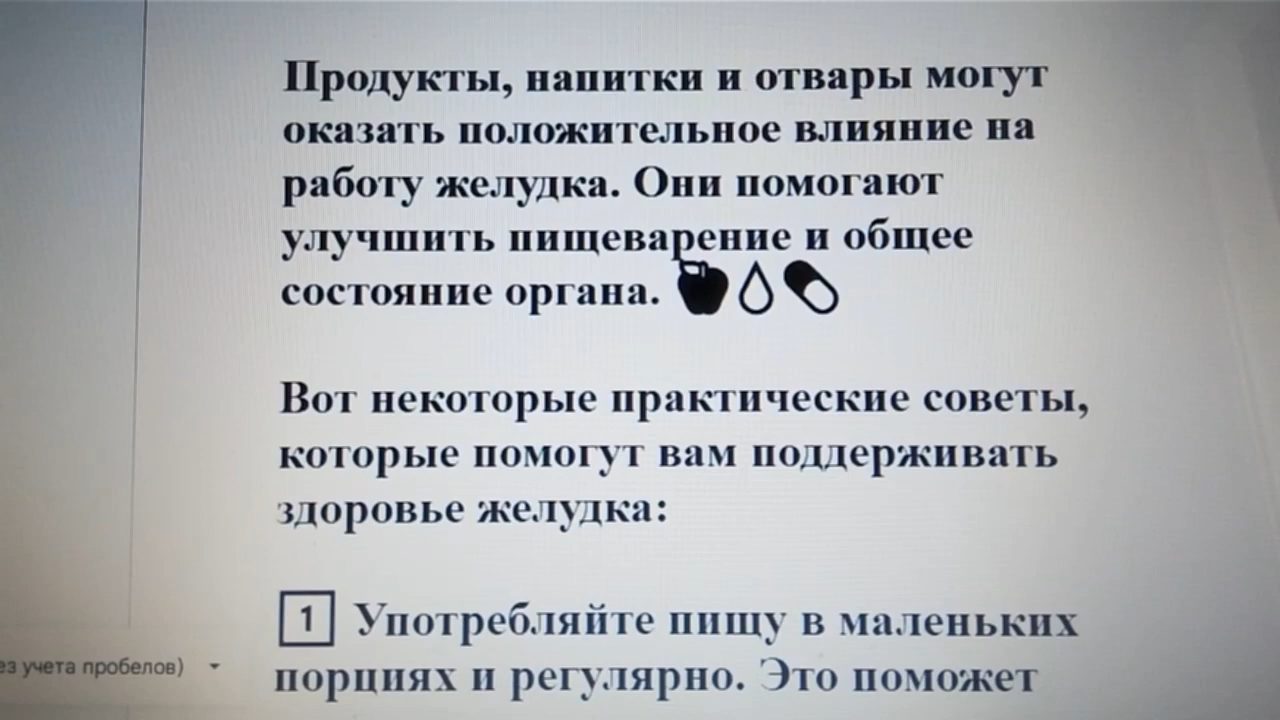 Продукты, напитки и отвары могут
оказать положительное влияние на
работу желудка. Они помогают
улучшить пищеварение и общее
состояние органа.
Вот некоторые практические советы,
которые помогут вам поддерживать
здоровье желудка:
1 Употребляйте пищу в маленьких
порциях и регулярно. Это поможет
учета пробелов)